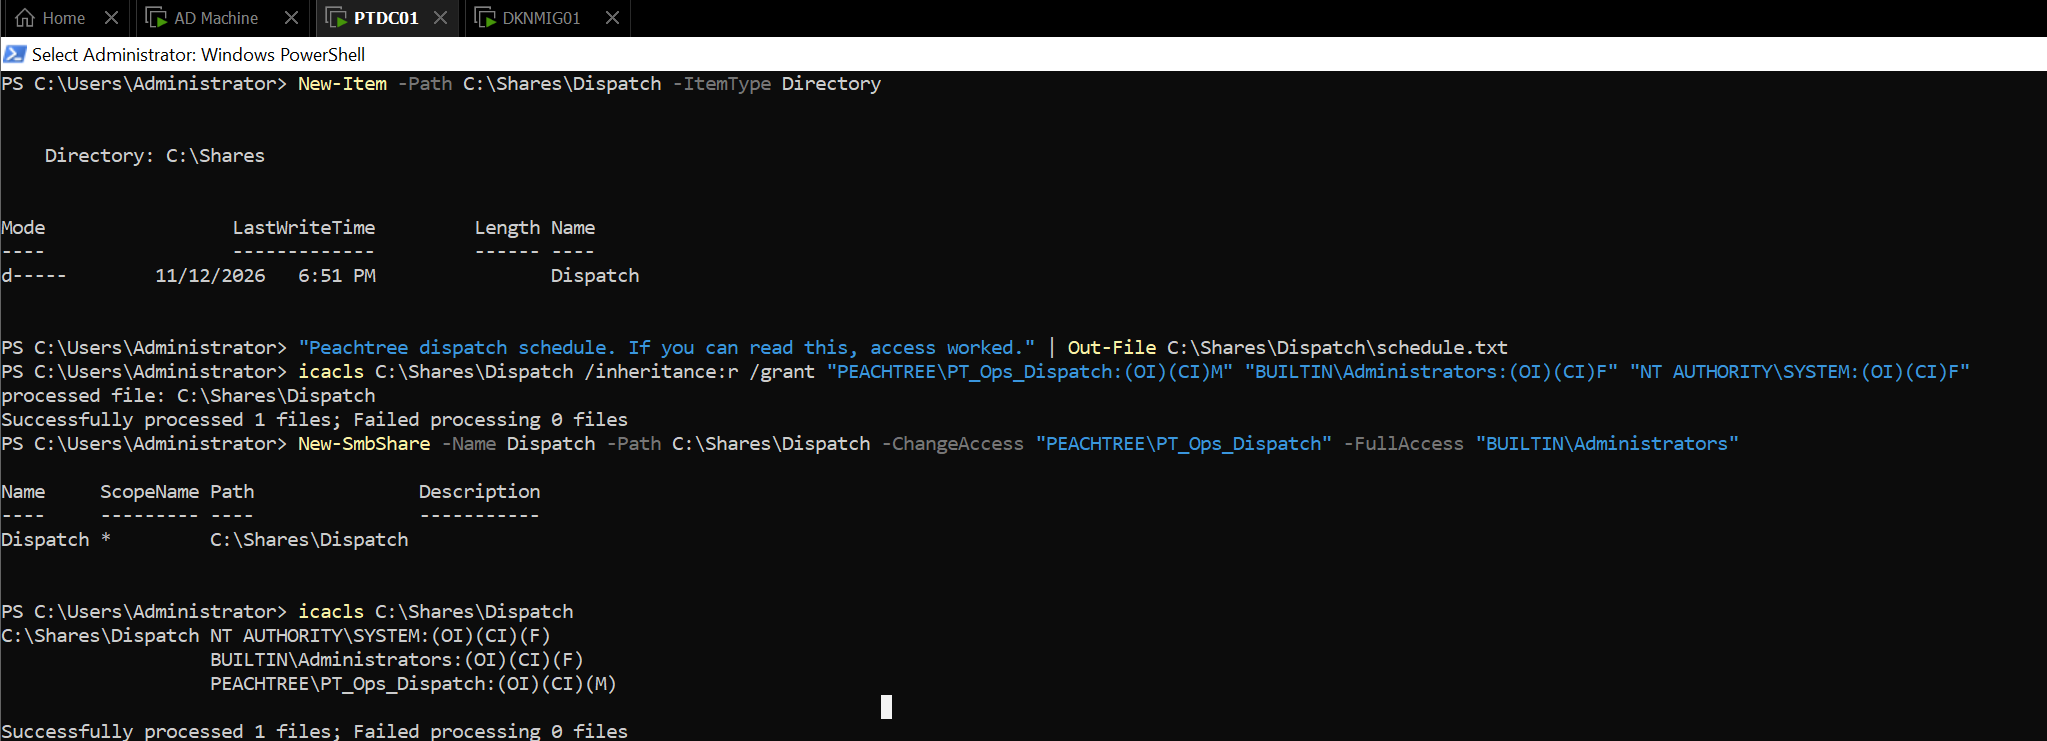 Home AD Machine PTDC01 DKNMIG01
Select Administrator: Windows PowerShell
PS C:\Users\Administrator> New-Item -Path C:\Shares\Dispatch -ItemType Directory
Directory: C:\Shares
Mode LastWriteTime Length Name
---- ------------- ------ ----
d----- 11/12/2026 6:51 PM Dispatch
PS C:\Users\Administrator> "Peachtree dispatch schedule. If you can read this, access worked." | Out-File C:\Shares\Dispatch\schedule.txt
PS C:\Users\Administrator> icacls C:\Shares\Dispatch /inheritance:r /grant "PEACHTREE\PT_Ops_Dispatch:(OI)(CI)M" "BUILTIN\Administrators:(OI)(CI)F" "NT AUTHORITY\SYSTEM:(OI)(CI)F"
processed file: C:\Shares\Dispatch
Successfully processed 1 files; Failed processing 0 files
PS C:\Users\Administrator> New-SmbShare -Name Dispatch -Path C:\Shares\Dispatch -ChangeAccess "PEACHTREE\PT_Ops_Dispatch" -FullAccess "BUILTIN\Administrators"
Name ScopeName Path Description
---- --------- ---- -----------
Dispatch * C:\Shares\Dispatch
PS C:\Users\Administrator> icacls C:\Shares\Dispatch
C:\Shares\Dispatch NT AUTHORITY\SYSTEM:(OI)(CI)(F)
BUILTIN\Administrators:(OI)(CI)(F)
PEACHTREE\PT_Ops_Dispatch:(OI)(CI)(M)
Successfully processed 1 files; Failed processing 0 files